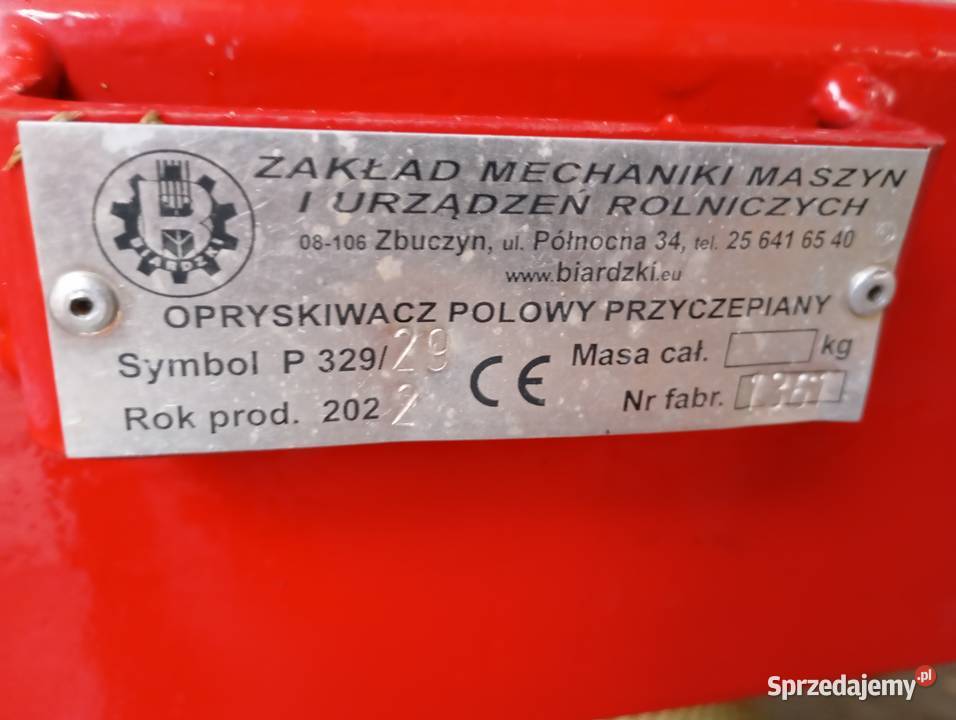 BIARDZKI
ZAKŁAD MECHANIKI MASZYN
I URZĄDZEŃ ROLNICZYCH
08-106 Zbuczyn, ul. Północna 34, tel. 25 641 65 40
www.biardzki.eu
OPRYSKIWACZ POLOWY PRZYCZEPIANY
Symbol P 329/29 CE Masa cał. kg
Rok prod. 2022 Nr fabr.
Sprzedajemy.pl